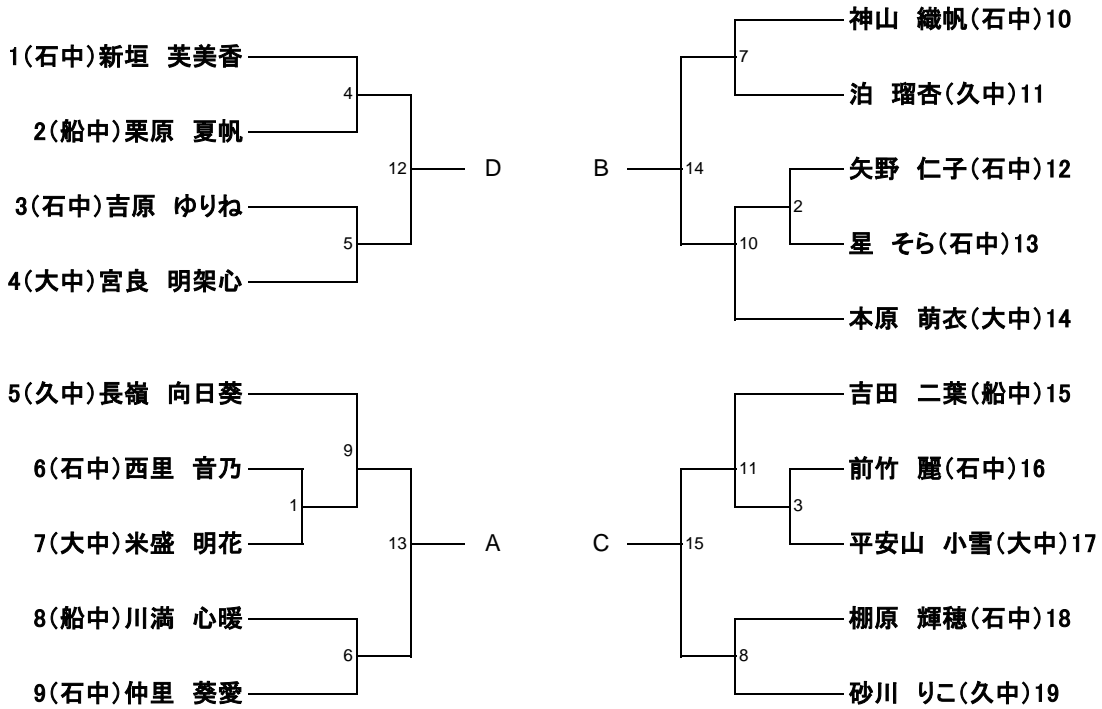 1(石中)新垣　芙美香
4
2(船中)栗原　夏帆
12
D
3(石中)吉原　ゆりね
5
4(大中)宮良　明架心
5(久中)長嶺　向日葵
9
6(石中)西里　音乃
1
7(大中)米盛　明花
13
A
8(船中)川満　心暖
6
9(石中)仲里　葵愛
神山　織帆(石中)10
7
泊　瑠杏(久中)11
B
14
矢野　仁子(石中)12
2
10
星　そら(石中)13
本原　萌衣(大中)14
吉田　二葉(船中)15
11
前竹　麗(石中)16
3
C
15
平安山　小雪(大中)17
棚原　輝穂(石中)18
8
砂川　りこ(久中)19